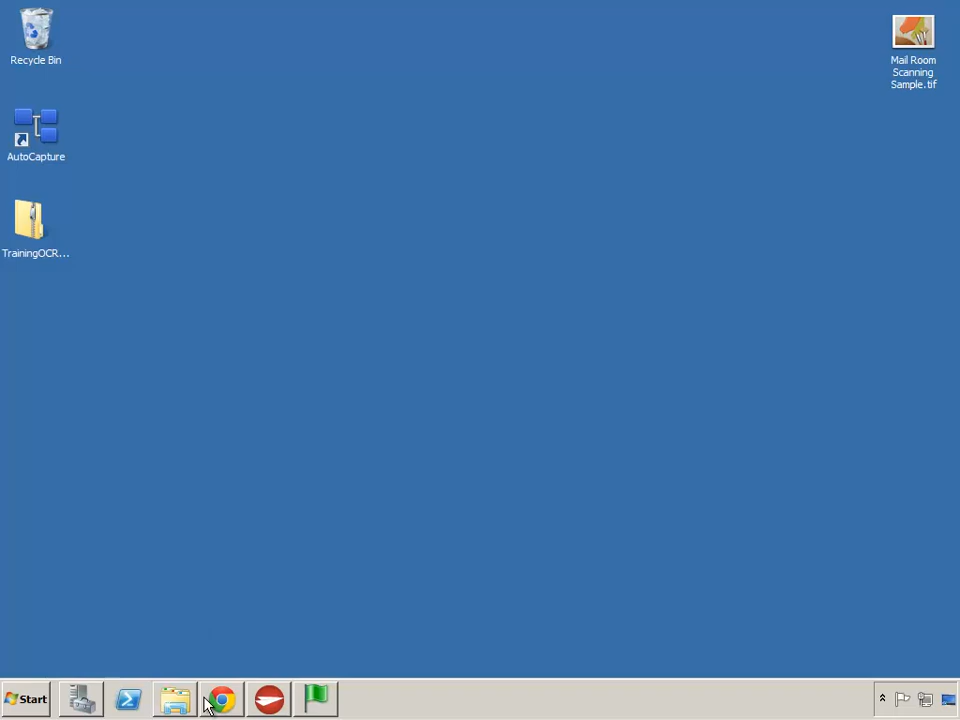 Recycle Bin
AutoCapture
TrainingOCR...
Mail Room
Scanning
Sample.tif
Start